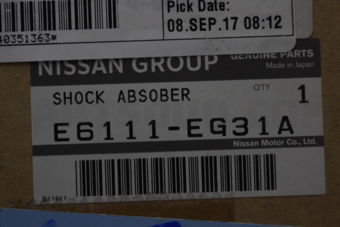 Pick Date:
08.SEP.17 08:12
40351363*
NISSAN GROUP GENUINE PARTS
Made in Japan
SHOCK ABSOBER
Q'TY 1
E6111-EG31A
Nissan Motor Co., Ltd.